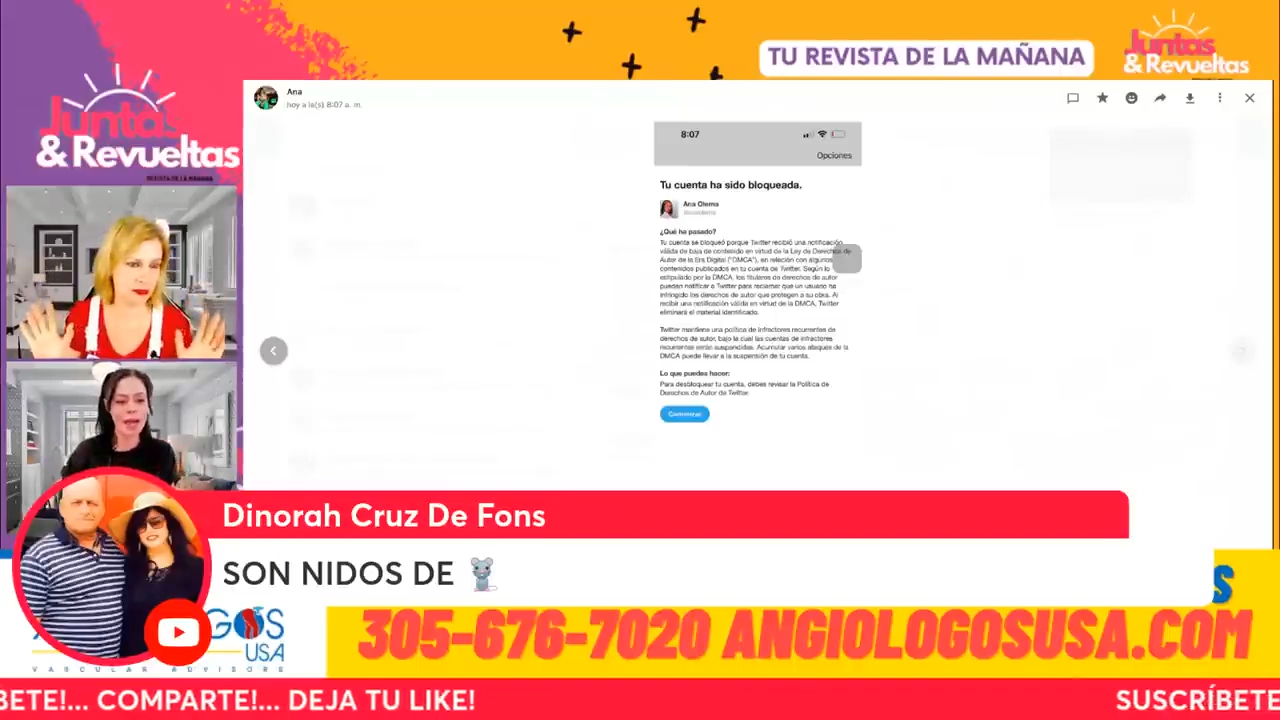 TU REVISTA DE LA MAÑANA
Juntas
& Revueltas
Juntas
& Revueltas
REVISTA DE LA MAÑANA
Ana
hoy a la(s) 8:07 a. m.
8:07
Opciones
Tu cuenta ha sido bloqueada.
Ana Olema
¿Qué ha pasado?
Tu cuenta se bloqueó porque Twitter recibió una notificación
válida de baja de contenido en virtud de la Ley de Derechos de
Autor de la Era Digital ("DMCA"), en relación con algunos
contenidos publicados en tu cuenta de Twitter. Según lo
estipulado por la DMCA, los titulares de derechos de autor
pueden notificar a Twitter para reclamar que un usuario ha
infringido los derechos de autor que protegen a su obra. Al
recibir una notificación válida en virtud de la DMCA, Twitter
eliminará el material identificado.
Twitter mantiene una política de infractores recurrentes de
derechos de autor, bajo la cual las cuentas de infractores
recurrentes serán suspendidas. Acumular varios ataques de la
DMCA puede llevar a la suspensión de tu cuenta.
Lo que puedes hacer:
Para desbloquear tu cuenta, debes revisar la Política de
Derechos de Autor de Twitter.
Comenzar
Dinorah Cruz De Fons
SON NIDOS DE 🐁
S
GOS
USA
VASCULAR ADVISORS
305-676-7020 ANGIOLOGOSUSA.COM
BETE!... COMPARTE!... DEJA TU LIKE!
SUSCRÍBETE